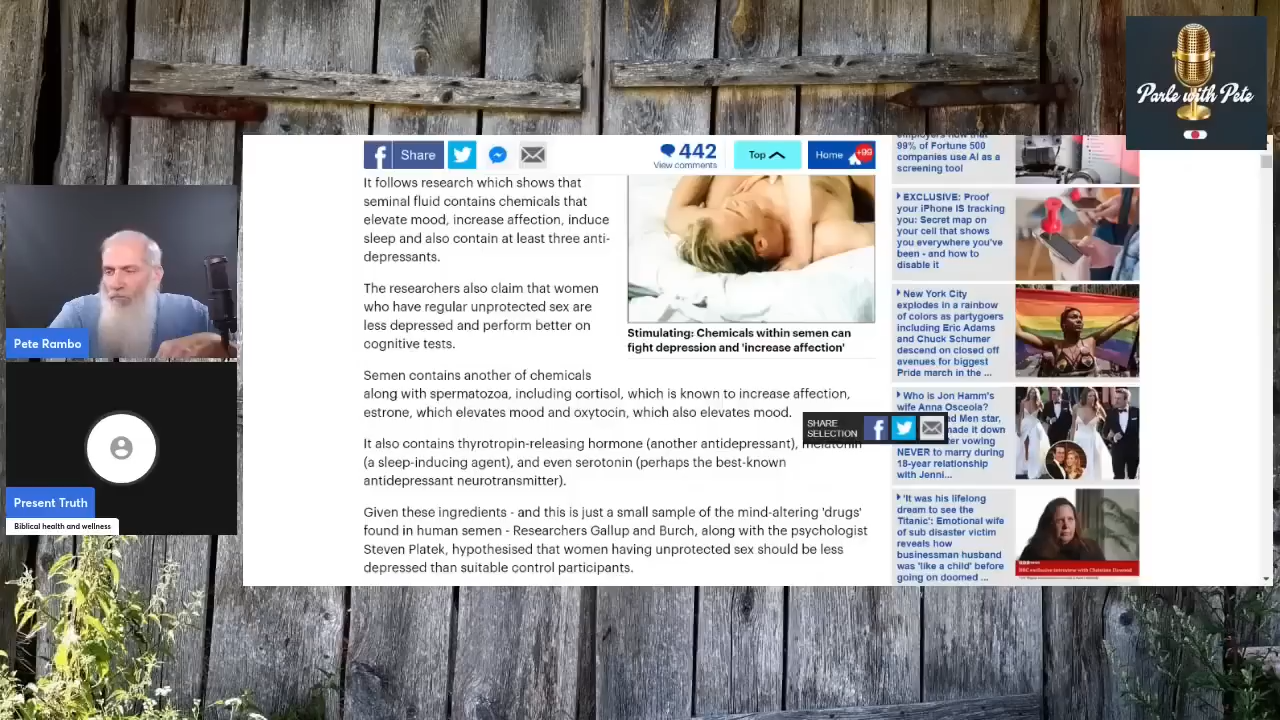 Parle with Pete
Share
442
View comments
Top
Home
+99
It follows research which shows that
seminal fluid contains chemicals that
elevate mood, increase affection, induce
sleep and also contain at least three anti-
depressants.
The researchers also claim that women
who have regular unprotected sex are
less depressed and perform better on
cognitive tests.
Stimulating: Chemicals within semen can
fight depression and 'increase affection'
Semen contains another of chemicals
along with spermatozoa, including cortisol, which is known to increase affection,
estrone, which elevates mood and oxytocin, which also elevates mood.
SHARE
SELECTION
It also contains thyrotropin-releasing hormone (another antidepressant), melatonin
(a sleep-inducing agent), and even serotonin (perhaps the best-known
antidepressant neurotransmitter).
Given these ingredients - and this is just a small sample of the mind-altering 'drugs'
found in human semen - Researchers Gallup and Burch, along with the psychologist
Steven Platek, hypothesised that women having unprotected sex should be less
depressed than suitable control participants.
99% of Fortune 500
companies use AI as a
screening tool
EXCLUSIVE: Proof
your iPhone IS tracking
you: Secret map on
your cell that shows
you everywhere you've
been - and how to
disable it
New York City
explodes in a rainbow
of colors as partygoers
including Eric Adams
and Chuck Schumer
descend on closed off
avenues for biggest
Pride march in the ...
Who is Jon Hamm's
wife Anna Osceola?
d Men star,
made it down
ter vowing
NEVER to marry during
18-year relationship
with Jenni...
'It was his lifelong
dream to see the
Titanic': Emotional wife
of sub disaster victim
reveals how
businessman husband
was 'like a child' before
going on doomed ...
Pete Rambo
Present Truth
Biblical health and wellness